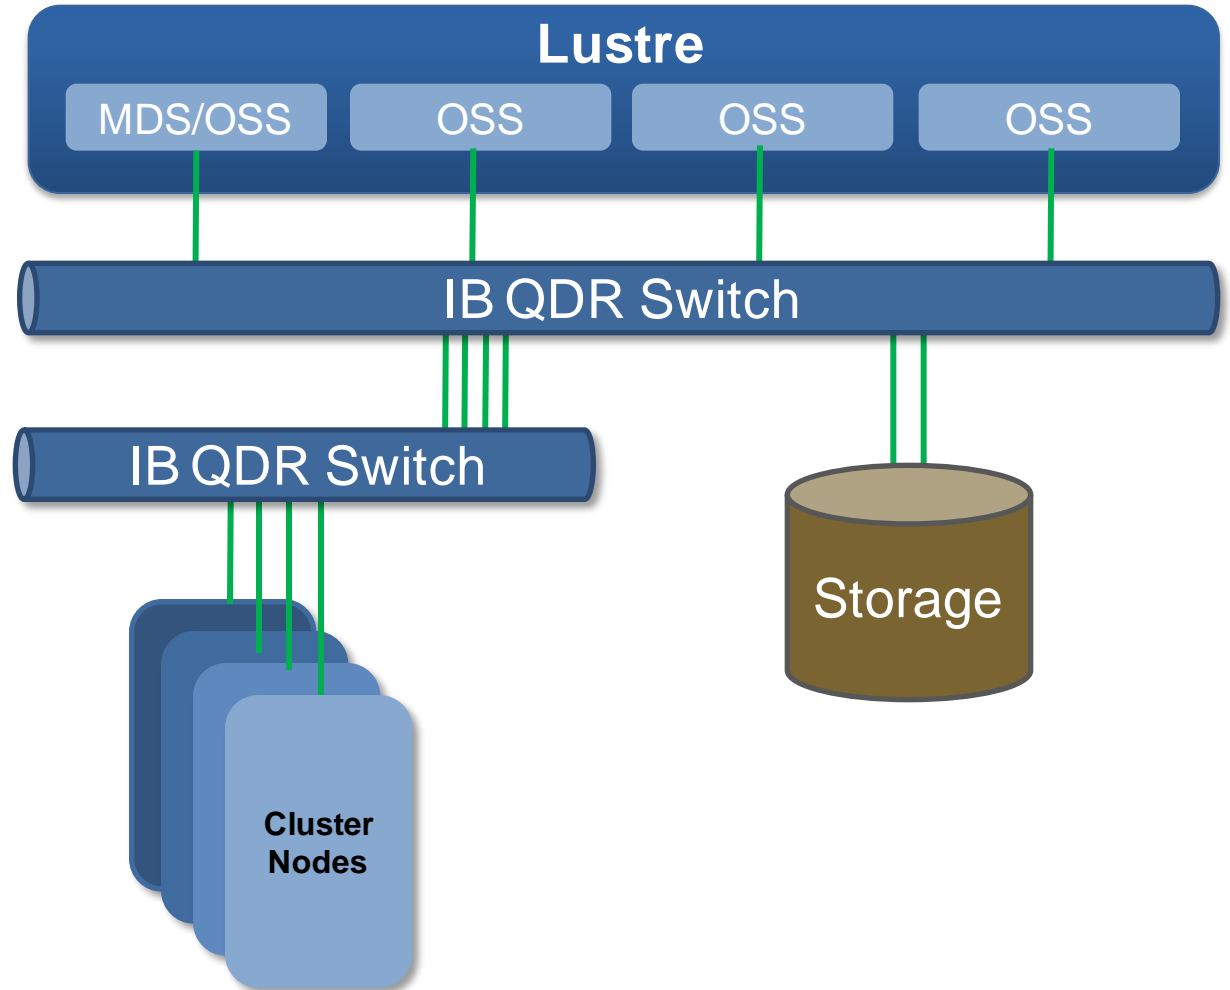 Lustre
MDS/OSS
OSS
OSS
OSS
IB QDR Switch
IB QDR Switch
Storage
Cluster
Nodes